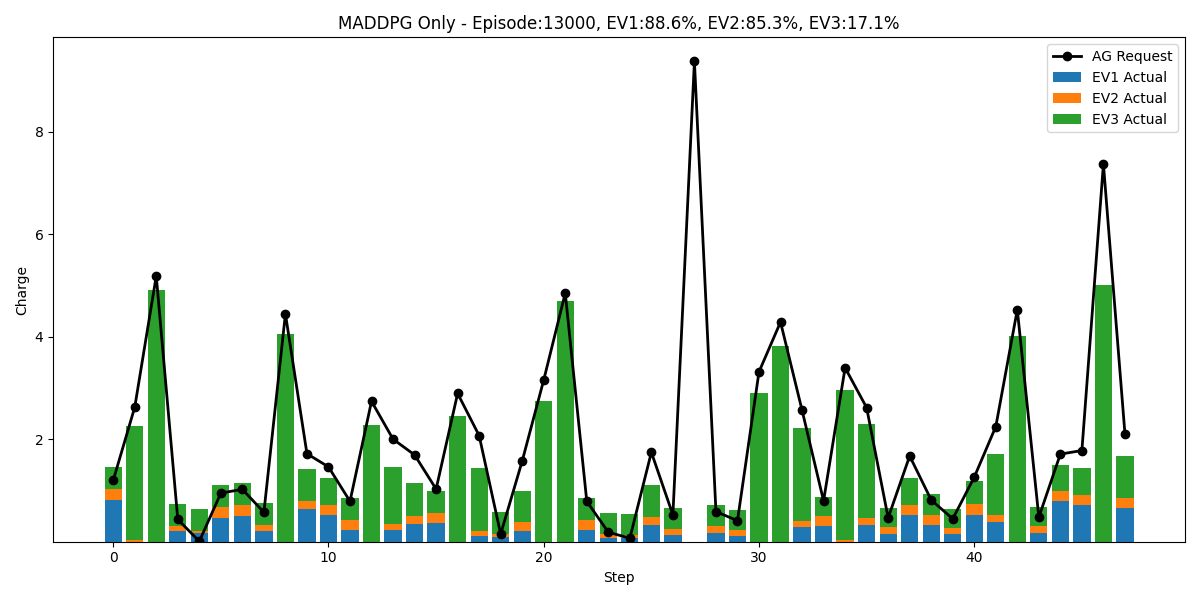 MADDPG Only - Episode:13000, EV1:88.6%, EV2:85.3%, EV3:17.1%
AG Request
EV1 Actual
EV2 Actual
EV3 Actual
Charge
8
6
4
2
0 10 20 30 40
Step